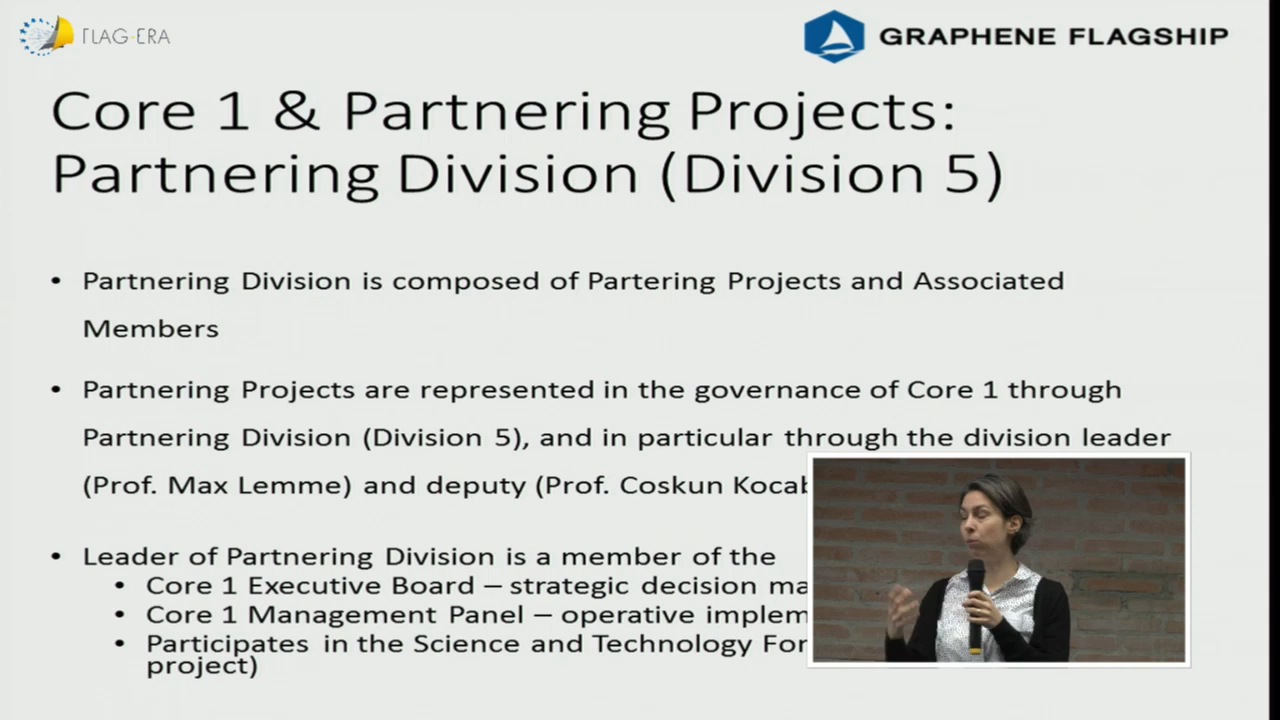 FLAG-ERA
GRAPHENE FLAGSHIP
Core 1 & Partnering Projects:
Partnering Division (Division 5)
• Partnering Division is composed of Partering Projects and Associated
Members
• Partnering Projects are represented in the governance of Core 1 through
Partnering Division (Division 5), and in particular through the division leader
(Prof. Max Lemme) and deputy (Prof. Coskun
• Leader of Partnering Division is a member of the
• Core 1 Executive Board – strategic decision
• Core 1 Management Panel – operative
• Participates in the Science and Technology
project)